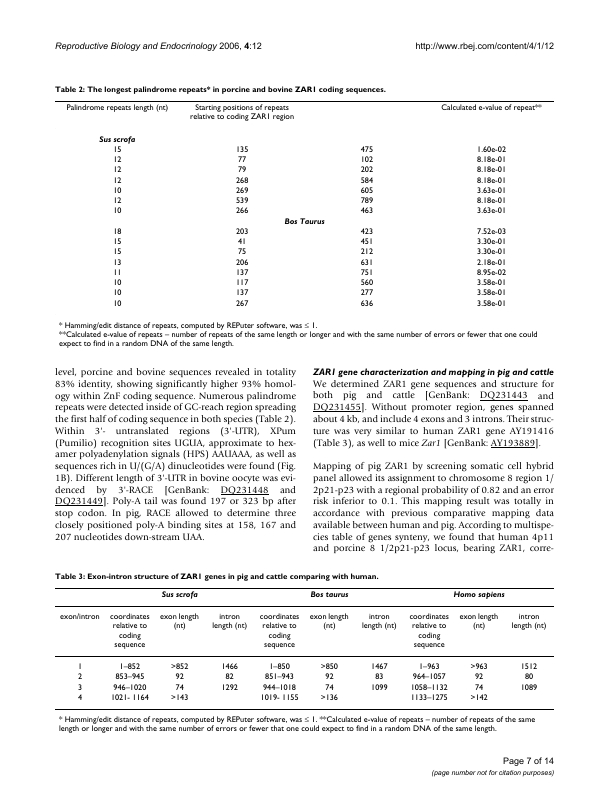 Reproductive Biology and Endocrinology 2006, 4:12 http://www.rbej.com/content/4/1/12
Table 2: The longest palindrome repeats* in porcine and bovine ZAR1 coding sequences.
Palindrome repeats length (nt) Starting positions of repeats Calculated e-value of repeat**
relative to coding ZAR1 region
Sus scrofa
15 135 475 1.60e-02
12 77 102 8.18e-01
12 79 202 8.18e-01
12 268 584 8.18e-01
10 269 605 3.63e-01
12 539 789 8.18e-01
10 266 463 3.63e-01
Bos Taurus
18 203 423 7.52e-03
15 41 451 3.30e-01
15 75 212 3.30e-01
13 206 631 2.18e-01
11 137 751 8.95e-02
10 117 560 3.58e-01
10 137 277 3.58e-01
10 267 636 3.58e-01
* Hamming/edit distance of repeats, computed by REPuter software, was ≤ 1.
**Calculated e-value of repeats – number of repeats of the same length or longer and with the same number of errors or fewer that one could
expect to find in a random DNA of the same length.
level, porcine and bovine sequences revealed in totality
83% identity, showing significantly higher 93% homol-
ogy within ZnF coding sequence. Numerous palindrome
repeats were detected inside of GC-reach region spreading
the first half of coding sequence in both species (Table 2).
Within 3'- untranslated regions (3'-UTR), XPum
(Pumilio) recognition sites UGUA, approximate to hex-
amer polyadenylation signals (HPS) AAUAAA, as well as
sequences rich in U/(G/A) dinucleotides were found (Fig.
1B). Different length of 3'-UTR in bovine oocyte was evi-
denced by 3'-RACE [GenBank: DQ231448 and
DQ231449]. Poly-A tail was found 197 or 323 bp after
stop codon. In pig, RACE allowed to determine three
closely positioned poly-A binding sites at 158, 167 and
207 nucleotides down-stream UAA.
ZAR1 gene characterization and mapping in pig and cattle
We determined ZAR1 gene sequences and structure for
both pig and cattle [GenBank: DQ231443 and
DQ231455]. Without promoter region, genes spanned
about 4 kb, and include 4 exons and 3 introns. Their struc-
ture was very similar to human ZAR1 gene AY191416
(Table 3), as well to mice Zar1 [GenBank: AY193889].
Mapping of pig ZAR1 by screening somatic cell hybrid
panel allowed its assignment to chromosome 8 region 1/
2p21-p23 with a regional probability of 0.82 and an error
risk inferior to 0.1. This mapping result was totally in
accordance with previous comparative mapping data
available between human and pig. According to multispe-
cies table of genes synteny, we found that human 4p11
and porcine 8 1/2p21-p23 locus, bearing ZAR1, corre-
Table 3: Exon-intron structure of ZAR1 genes in pig and cattle comparing with human.
Sus scrofa Bos taurus Homo sapiens
exon/intron coordinates exon length intron coordinates exon length intron coordinates exon length intron
relative to (nt) length (nt) relative to (nt) length (nt) relative to (nt) length (nt)
coding coding coding
sequence sequence sequence
1 1–852 >852 1466 1–850 >850 1467 1–963 >963 1512
2 853–945 92 82 851–943 92 83 964–1057 92 80
3 946–1020 74 1292 944–1018 74 1099 1058–1132 74 1089
4 1021- 1164 >143 1019- 1155 >136 1133–1275 >142
* Hamming/edit distance of repeats, computed by REPuter software, was ≤ 1. **Calculated e-value of repeats – number of repeats of the same
length or longer and with the same number of errors or fewer that one could expect to find in a random DNA of the same length.
Page 7 of 14
(page number not for citation purposes)